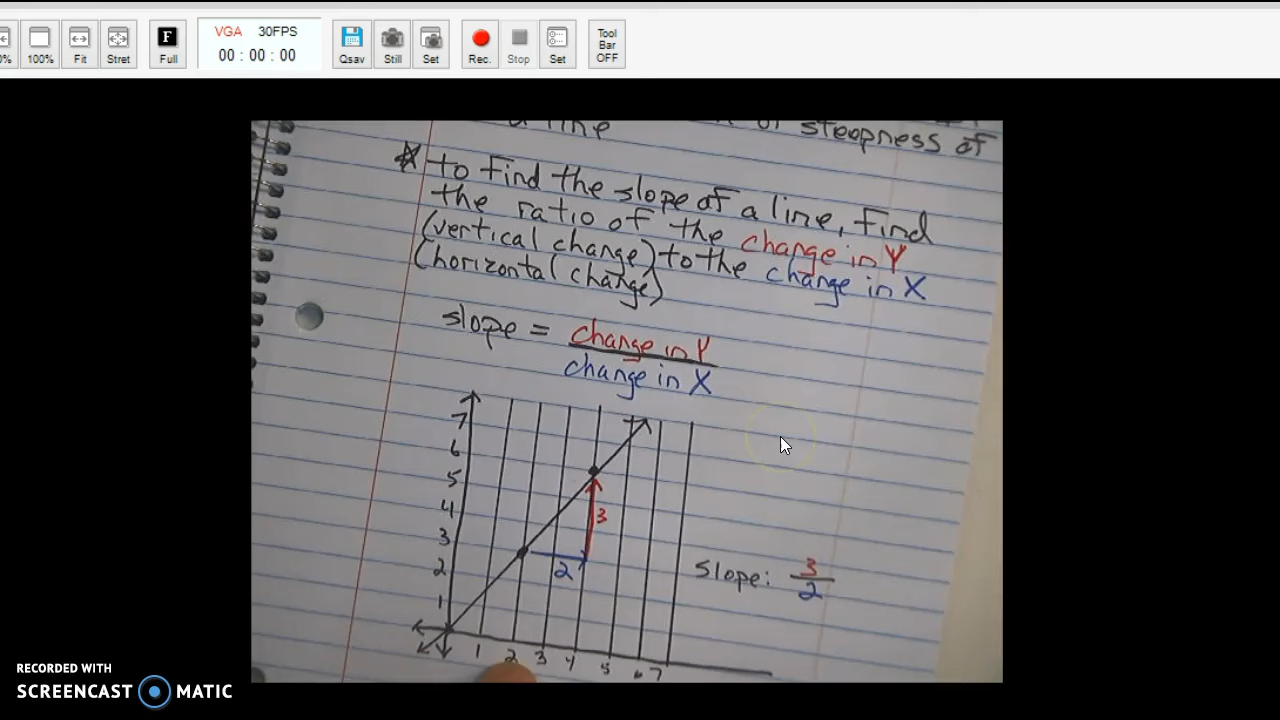 VGA 30FPS
00 : 00 : 00
0% 100% Fit Stret F Full Qsav Still Set Rec. Stop Set Tool Bar OFF
a line of steepness of
to find the slope of a line, find
the ratio of the change in Y
(vertical change) to the change in X
(horizontal change)
slope = change in Y
change in X
7
6
5
4
3
2
1
3
2
slope: 3
2
1 2 3 4 5 6 7
RECORDED WITH
SCREENCAST MATIC